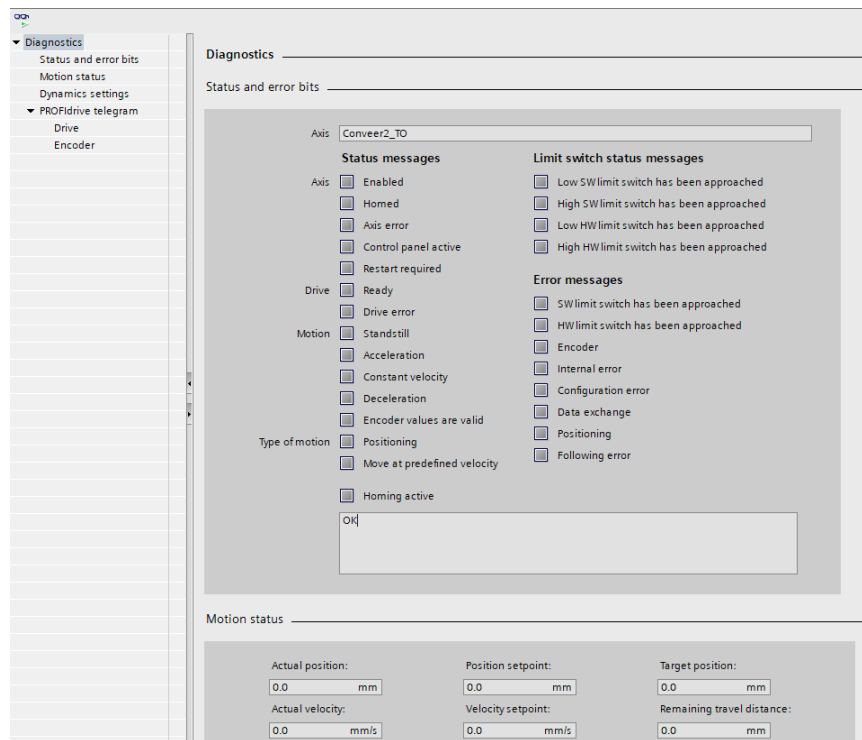 Diagnostics
Status and error bits
Motion status
Dynamics settings
PROFIdrive telegram
Drive
Encoder
Diagnostics
Status and error bits
Axis Conveer2_TO
Status messages
Axis Enabled
Homed
Axis error
Control panel active
Restart required
Drive Ready
Drive error
Motion Standstill
Acceleration
Constant velocity
Deceleration
Encoder values are valid
Type of motion Positioning
Move at predefined velocity
Homing active
Limit switch status messages
Low SW limit switch has been approached
High SW limit switch has been approached
Low HW limit switch has been approached
High HW limit switch has been approached
Error messages
SW limit switch has been approached
HW limit switch has been approached
Encoder
Internal error
Configuration error
Data exchange
Positioning
Following error
OK
Motion status
Actual position: Position setpoint: Target position:
0.0 mm 0.0 mm 0.0 mm
Actual velocity: Velocity setpoint: Remaining travel distance:
0.0 mm/s 0.0 mm/s 0.0 mm